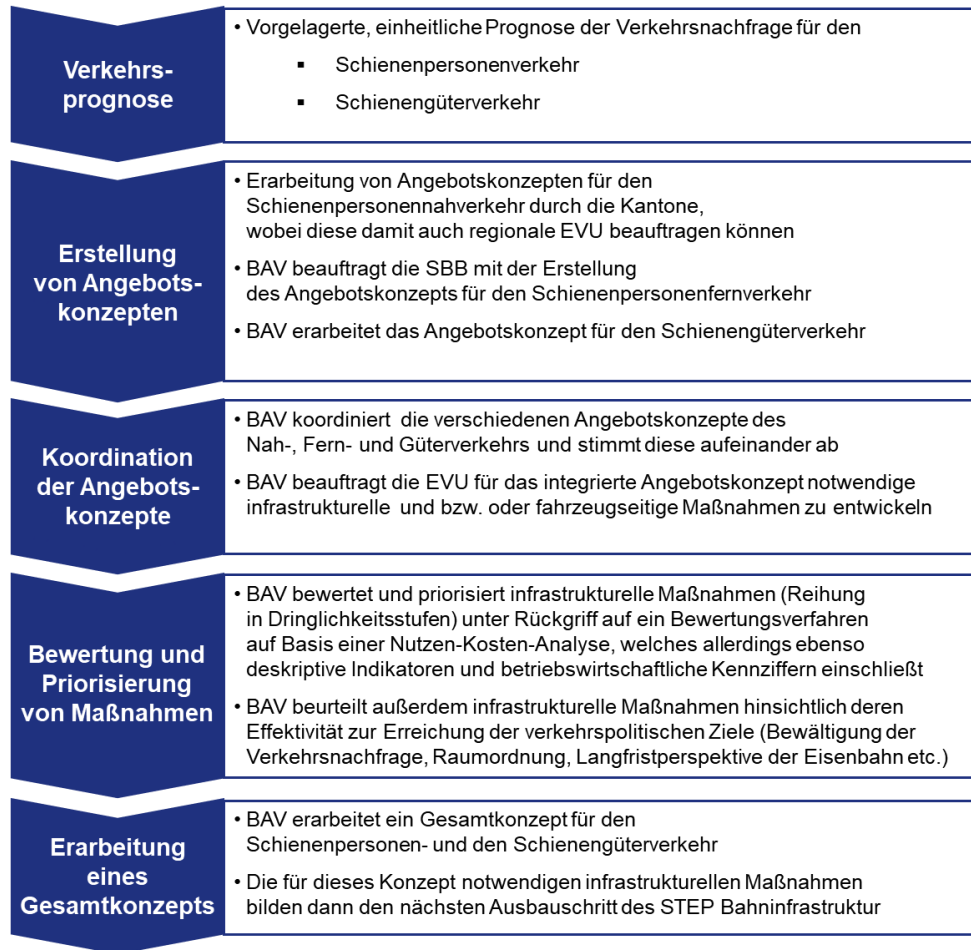 Verkehrs-
prognose
• Vorgelagerte, einheitliche Prognose der Verkehrsnachfrage für den
▪ Schienenpersonenverkehr
▪ Schienengüterverkehr
Erstellung
von Angebots-
konzepten
• Erarbeitung von Angebotskonzepten für den
Schienenpersonennahverkehr durch die Kantone,
wobei diese damit auch regionale EVU beauftragen können
• BAV beauftragt die SBB mit der Erstellung
des Angebotskonzepts für den Schienenpersonenfernverkehr
• BAV erarbeitet das Angebotskonzept für den Schienengüterverkehr
Koordination
der Angebots-
konzepte
• BAV koordiniert die verschiedenen Angebotskonzepte des
Nah-, Fern- und Güterverkehrs und stimmt diese aufeinander ab
• BAV beauftragt die EVU für das integrierte Angebotskonzept notwendige
infrastrukturelle und bzw. oder fahrzeugseitige Maßnahmen zu entwickeln
Bewertung und
Priorisierung
von Maßnahmen
• BAV bewertet und priorisiert infrastrukturelle Maßnahmen (Reihung
in Dringlichkeitsstufen) unter Rückgriff auf ein Bewertungsverfahren
auf Basis einer Nutzen-Kosten-Analyse, welches allerdings ebenso
deskriptive Indikatoren und betriebswirtschaftliche Kennziffern einschließt
• BAV beurteilt außerdem infrastrukturelle Maßnahmen hinsichtlich deren
Effektivität zur Erreichung der verkehrspolitischen Ziele (Bewältigung der
Verkehrsnachfrage, Raumordnung, Langfristperspektive der Eisenbahn etc.)
Erarbeitung
eines
Gesamtkonzepts
• BAV erarbeitet ein Gesamtkonzept für den
Schienenpersonen- und den Schienengüterverkehr
• Die für dieses Konzept notwendigen infrastrukturellen Maßnahmen
bilden dann den nächsten Ausbauschritt des STEP Bahninfrastruktur